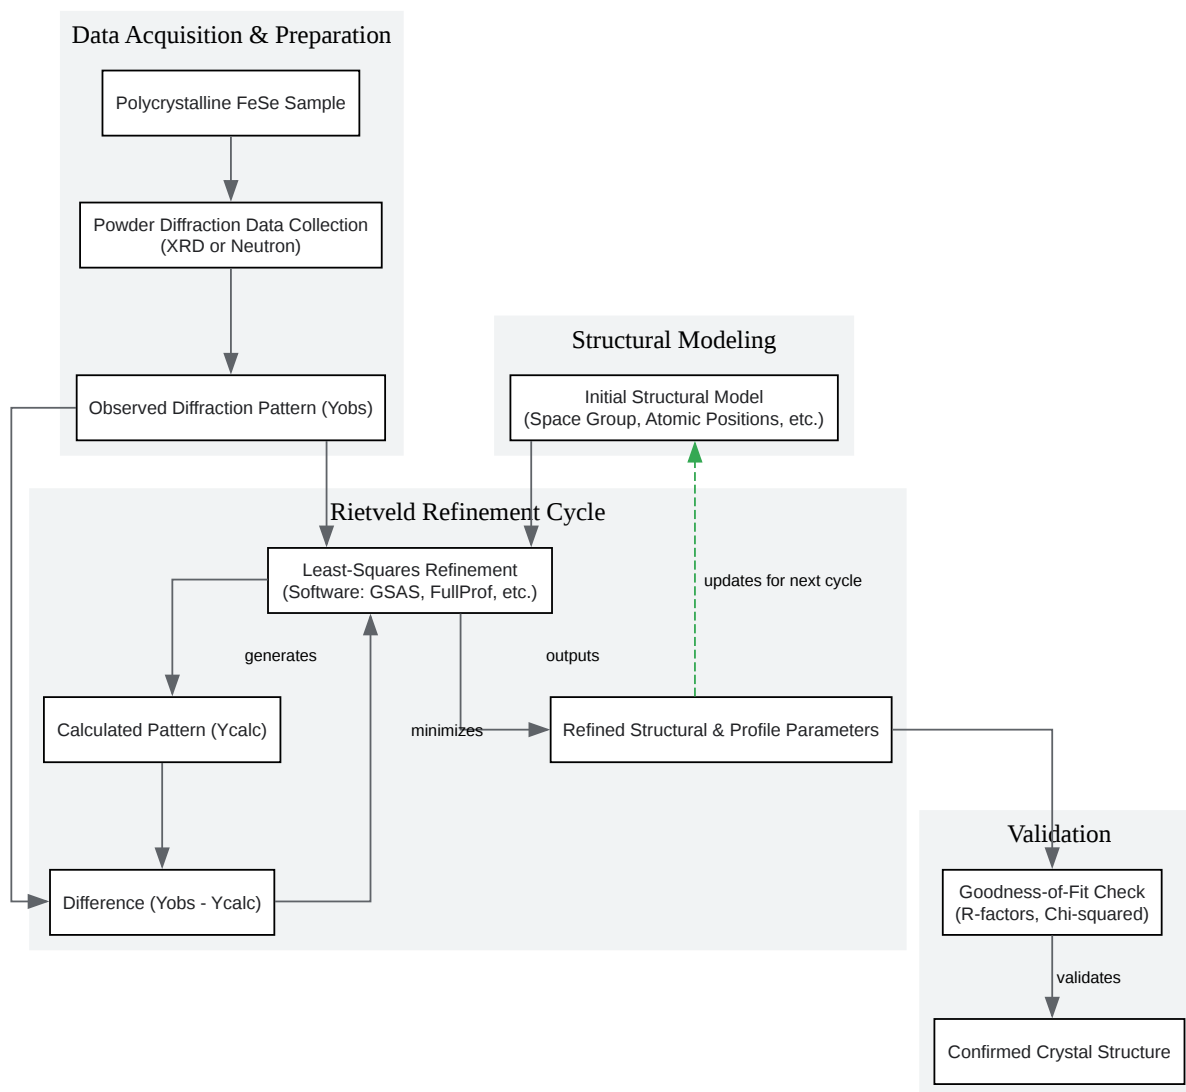 Data Acquisition & Preparation
Polycrystalline FeSe Sample
Powder Diffraction Data Collection
(XRD or Neutron)
Observed Diffraction Pattern (Yobs)
Structural Modeling
Initial Structural Model
(Space Group, Atomic Positions, etc.)
Rietveld Refinement Cycle
Least-Squares Refinement
(Software: GSAS, FullProf, etc.)
updates for next cycle
generates
outputs
Calculated Pattern (Ycalc)
minimizes
Refined Structural & Profile Parameters
Difference (Yobs - Ycalc)
Validation
Goodness-of-Fit Check
(R-factors, Chi-squared)
validates
Confirmed Crystal Structure